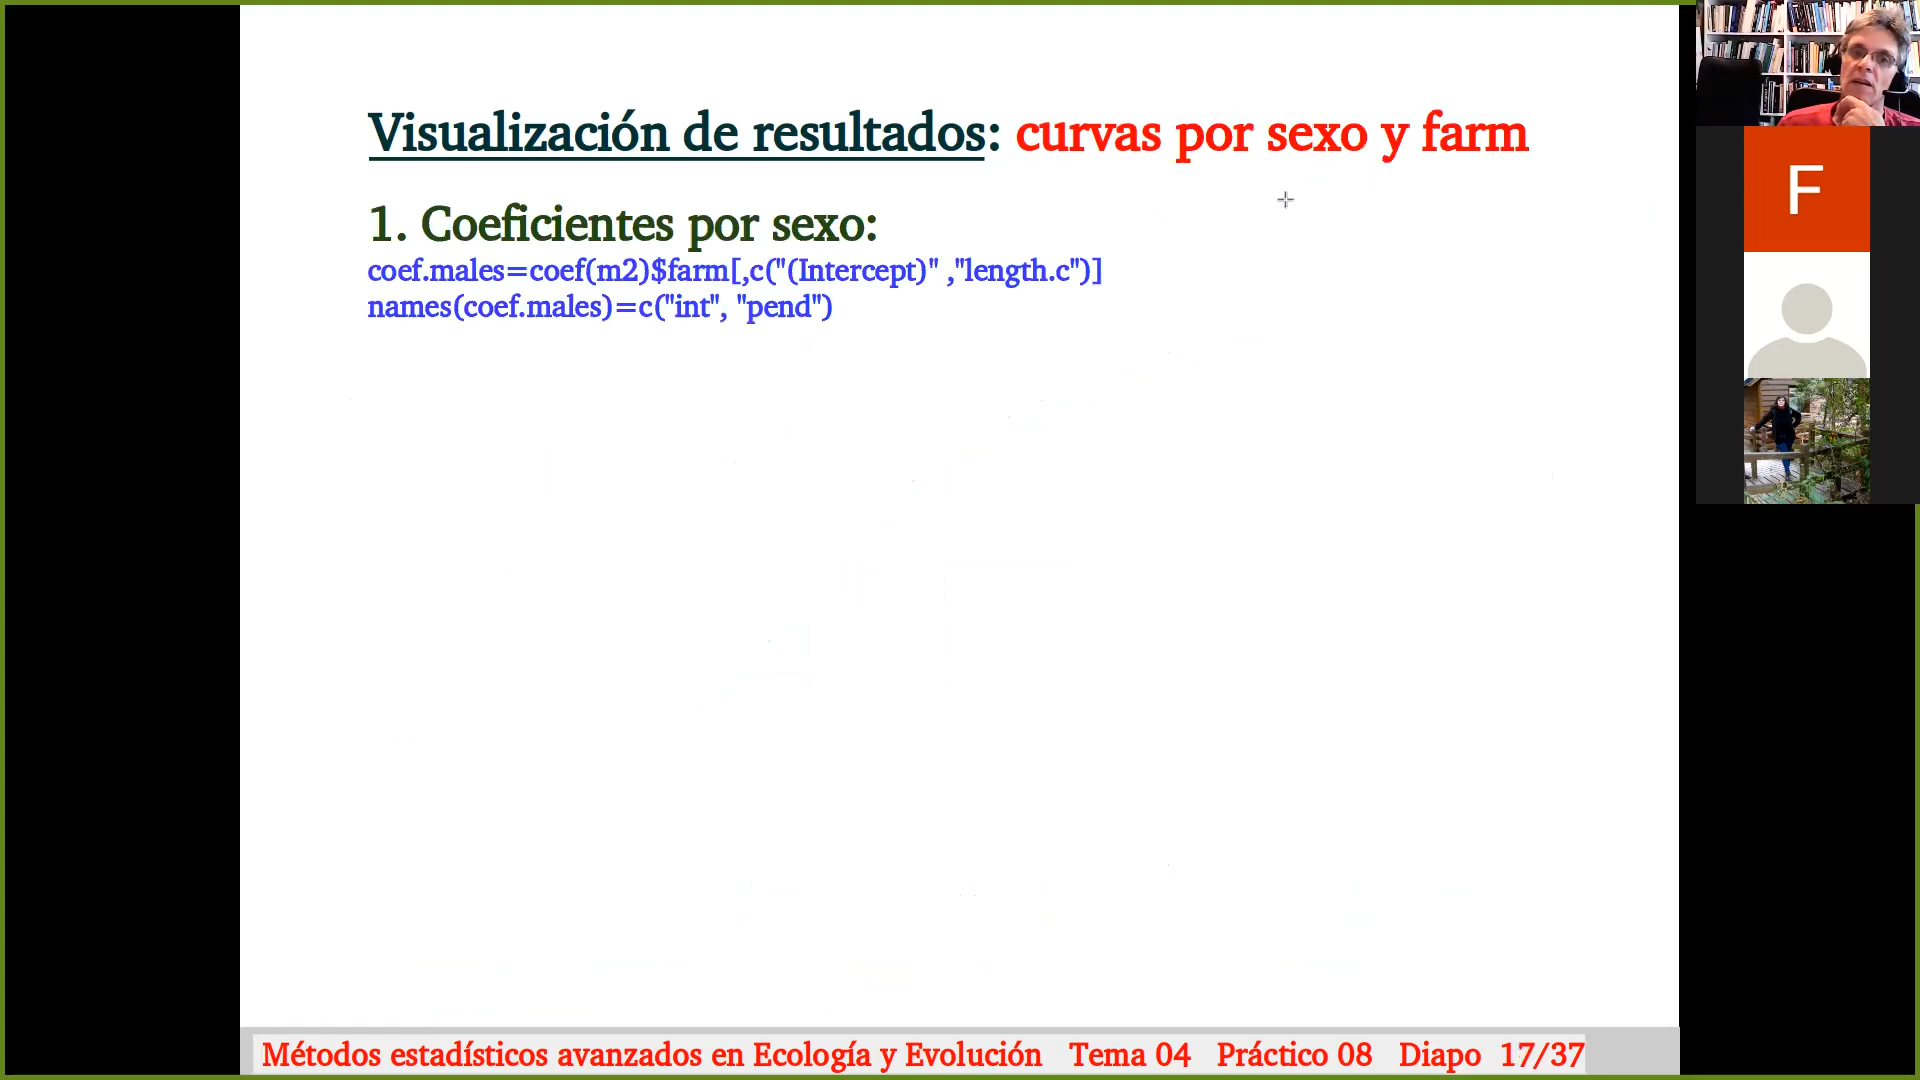 Visualización de resultados: curvas por sexo y farm
1. Coeficientes por sexo:
coef.males=coef(m2)$farm[,c("(Intercept)" ,"length.c")]
names(coef.males)=c("int", "pend")
F
Métodos estadísticos avanzados en Ecología y Evolución Tema 04 Práctico 08 Diapo 17/37